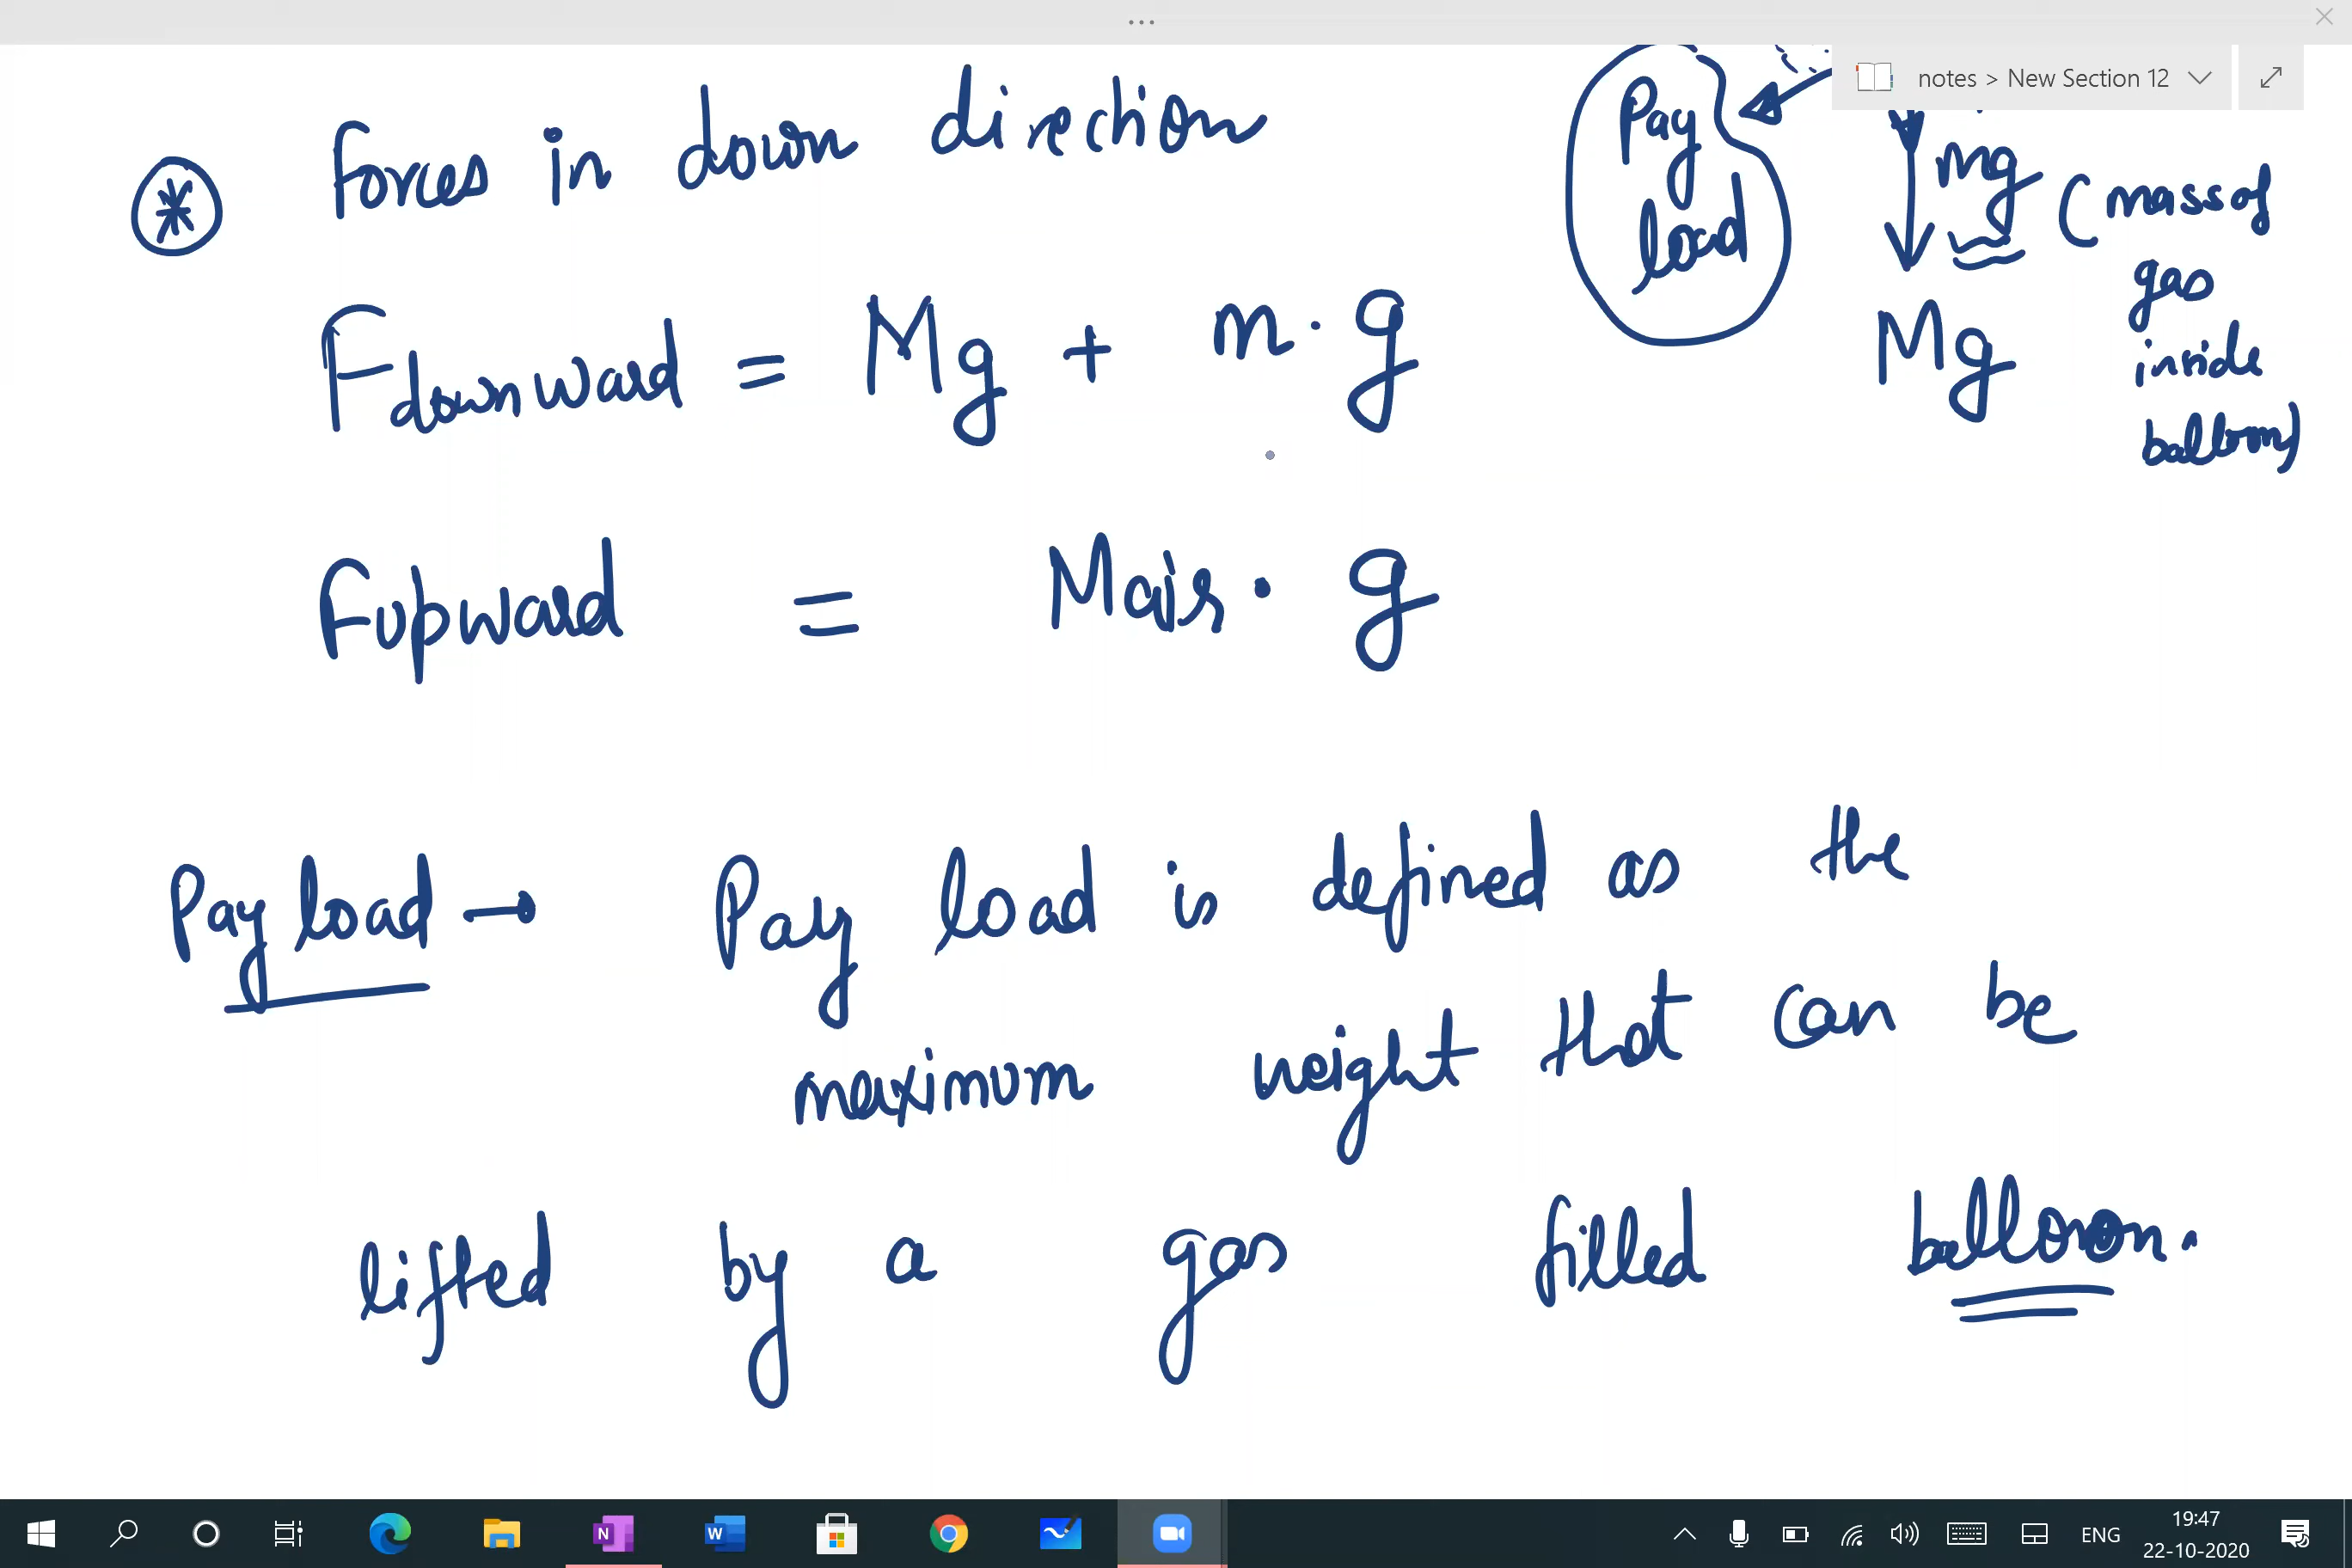 ...
notes > New Section 12
Forces in down direction
Pay
load
mg (mass of
gas
inside
balloon)
Mg
Fdownward = Mg + m · g
Fupward = Mair · g
Pay load → Pay load is defined as the
maximum weight that can be
lifted by a gas filled balloon.
N
W
ENG
19:47
22-10-2020